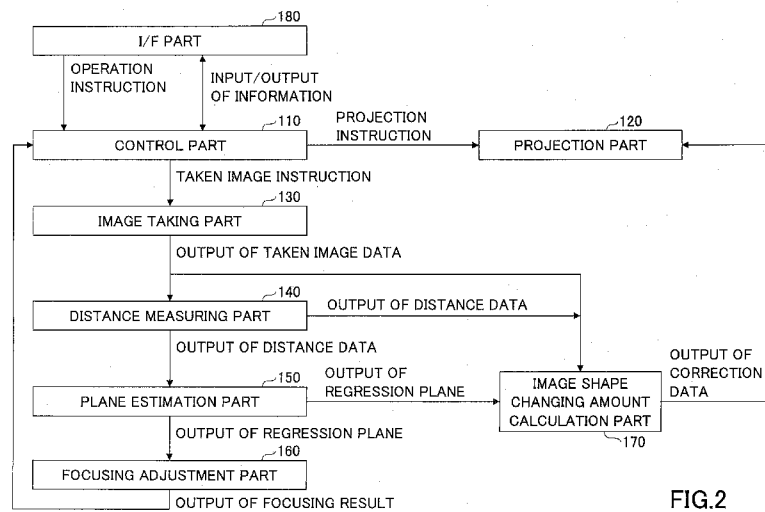 180
I/F PART
OPERATION
INSTRUCTION
INPUT/OUTPUT
OF INFORMATION
110
CONTROL PART
PROJECTION
INSTRUCTION
120
PROJECTION PART
TAKEN IMAGE INSTRUCTION
130
IMAGE TAKING PART
OUTPUT OF TAKEN IMAGE DATA
140
DISTANCE MEASURING PART
OUTPUT OF DISTANCE DATA
OUTPUT OF DISTANCE DATA
150
PLANE ESTIMATION PART
OUTPUT OF
REGRESSION PLANE
IMAGE SHAPE
CHANGING AMOUNT
CALCULATION PART
170
OUTPUT OF
CORRECTION
DATA
OUTPUT OF REGRESSION PLANE
160
FOCUSING ADJUSTMENT PART
OUTPUT OF FOCUSING RESULT
FIG.2